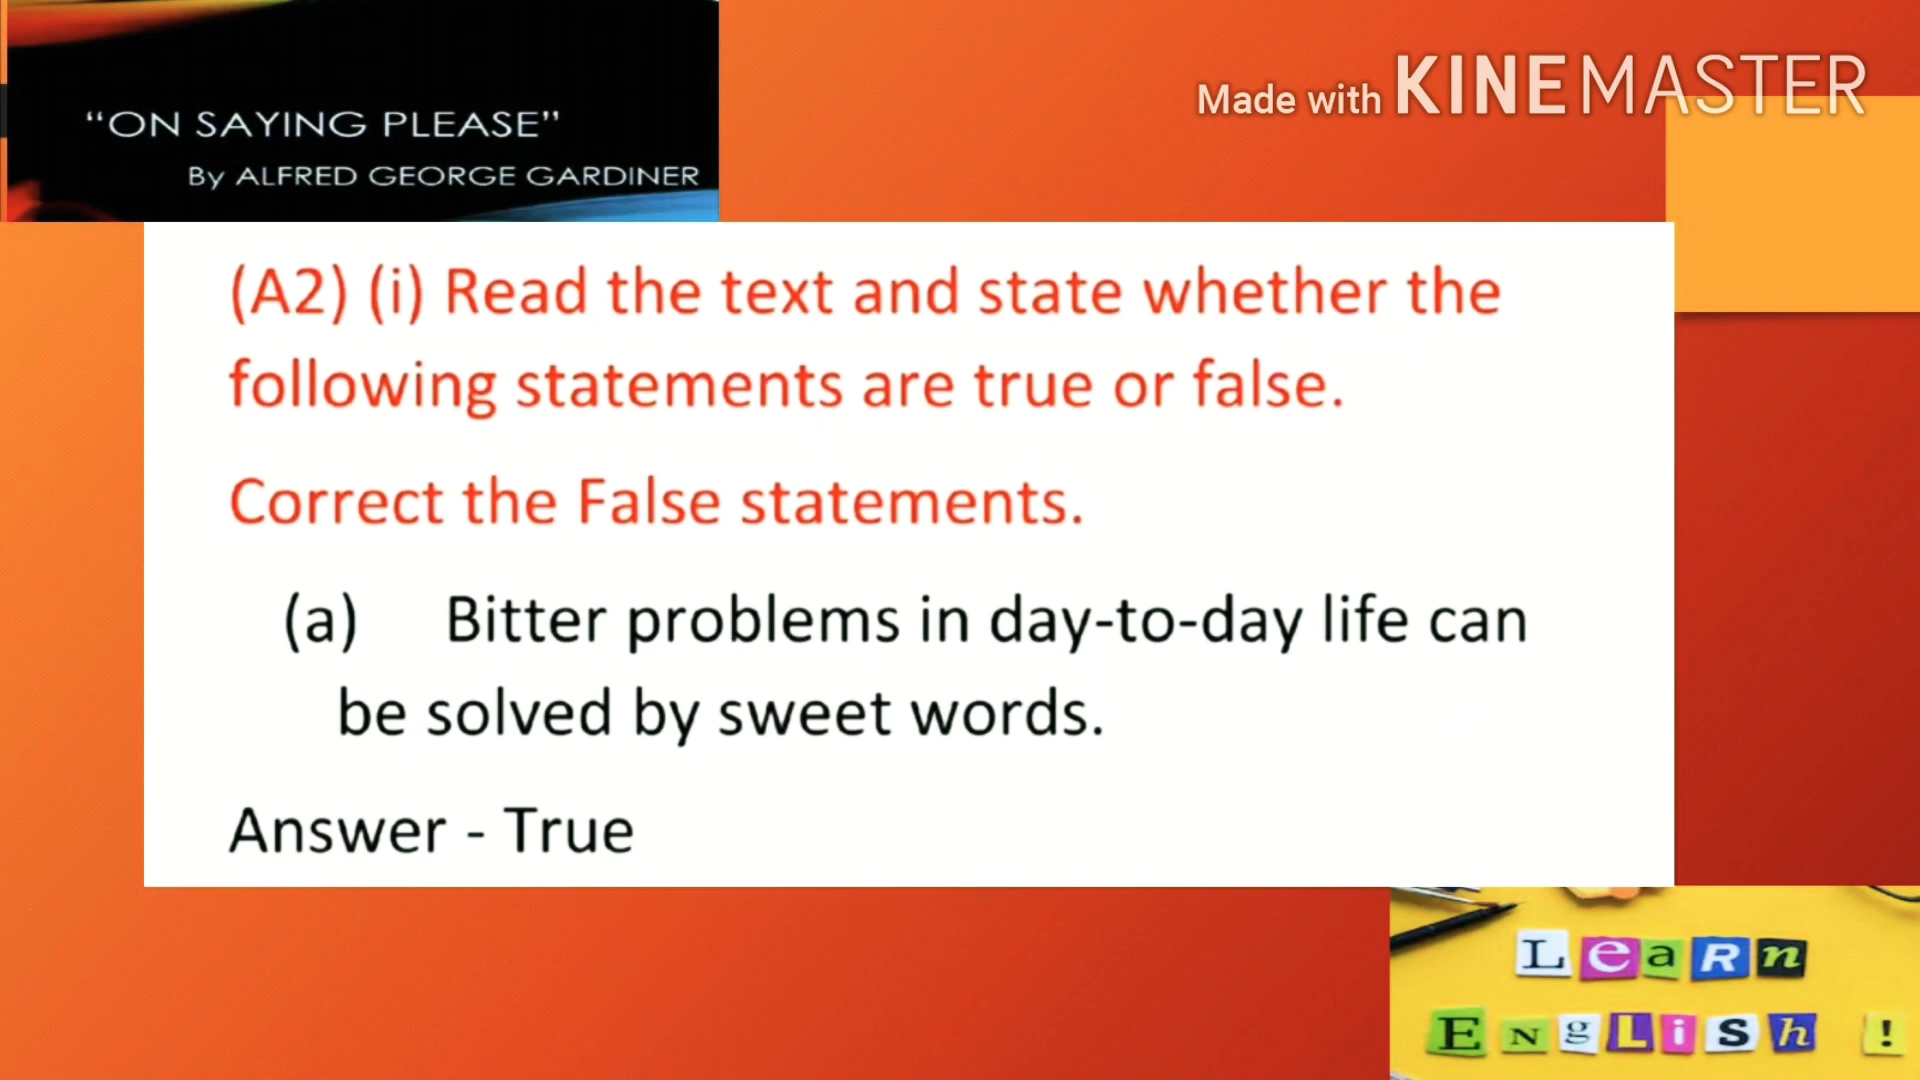 Made with KINEMASTER
“ON SAYING PLEASE”
By ALFRED GEORGE GARDINER
(A2) (i) Read the text and state whether the
following statements are true or false.
Correct the False statements.
(a) Bitter problems in day-to-day life can
be solved by sweet words.
Answer - True
LeaRn
ENgLiSh !